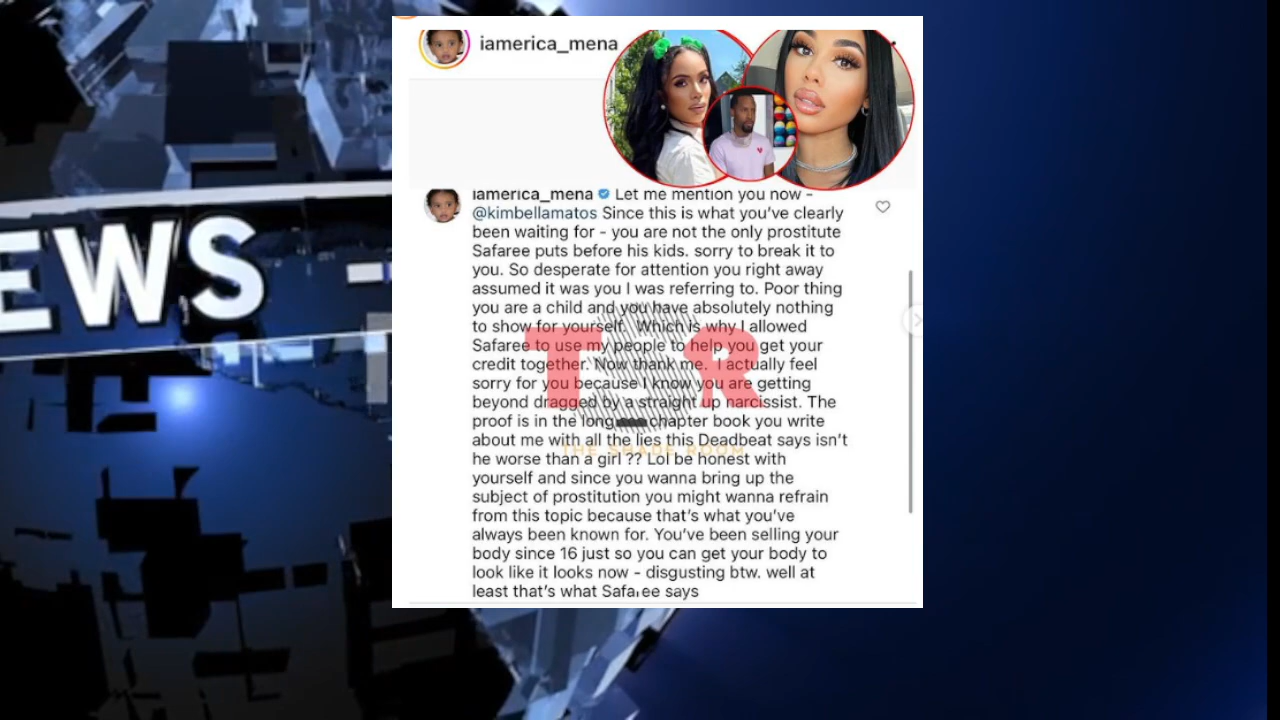 EWS
iamerica_mena
iamerica_mena Let me mention you now -
@kimbellamatos Since this is what you’ve clearly
been waiting for - you are not the only prostitute
Safaree puts before his kids. sorry to break it to
you. So desperate for attention you right away
assumed it was you I was referring to. Poor thing
you are a child and you have absolutely nothing
to show for yourself. Which is why I allowed
Safaree to use my people to help you get your
credit together. Now thank me. I actually feel
sorry for you because I know you are getting
beyond dragged by a straight up narcissist. The
proof is in the long chapter book you write
about me with all the lies this Deadbeat says isn’t
he worse than a girl ?? Lol be honest with
yourself and since you wanna bring up the
subject of prostitution you might wanna refrain
from this topic because that’s what you’ve
always been known for. You’ve been selling your
body since 16 just so you can get your body to
look like it looks now - disgusting btw. well at
least that’s what Safaree says
TSR
THE SHADE ROOM